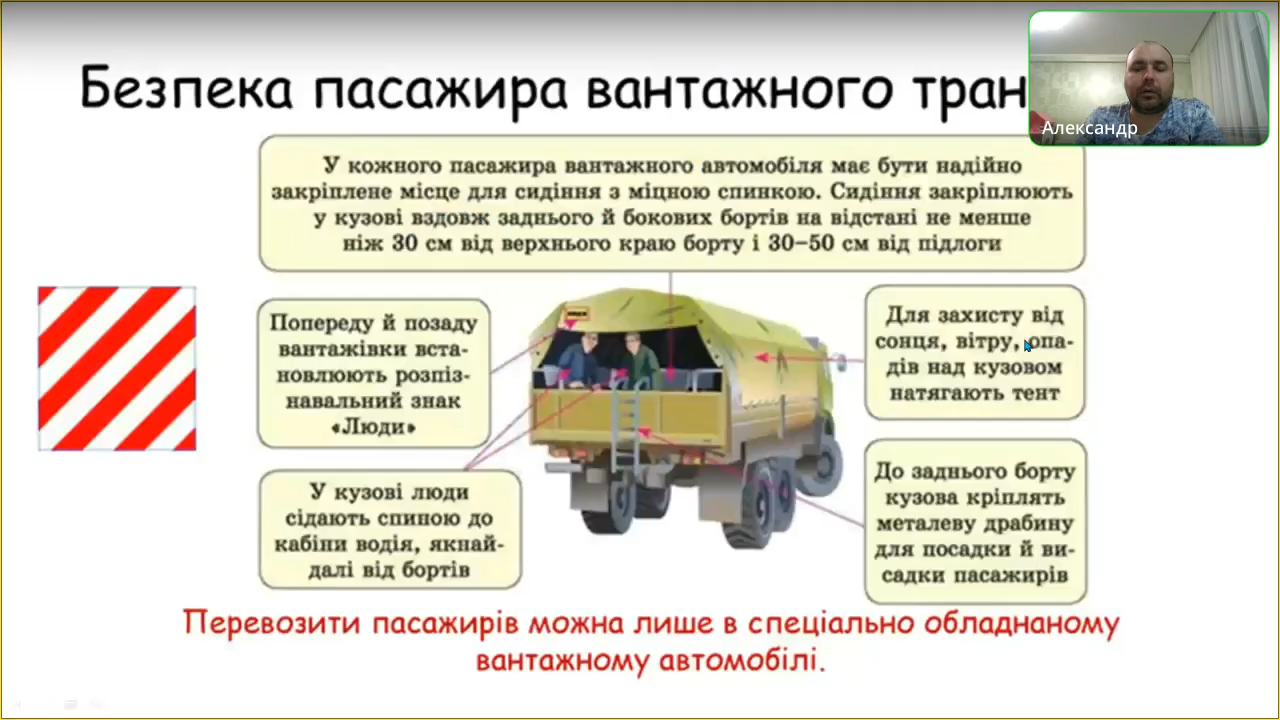 Безпека пасажира вантажного тран
Александр
У кожного пасажира вантажного автомобіля має бути надійно
закріплене місце для сидіння з міцною спинкою. Сидіння закріплюють
у кузові вздовж заднього й бокових бортів на відстані не менше
ніж 30 см від верхнього краю борту і 30–50 см від підлоги
Попереду й позаду
вантажівки вста-
новлюють розпіз-
навальний знак
«Люди»
Для захисту від
сонця, вітру, опа-
дів над кузовом
натягають тент
У кузові люди
сідають спиною до
кабіни водія, якнай-
далі від бортів
До заднього борту
кузова кріплять
металеву драбину
для посадки й ви-
садки пасажирів
Перевозити пасажирів можна лише в спеціально обладнаному
вантажному автомобілі.